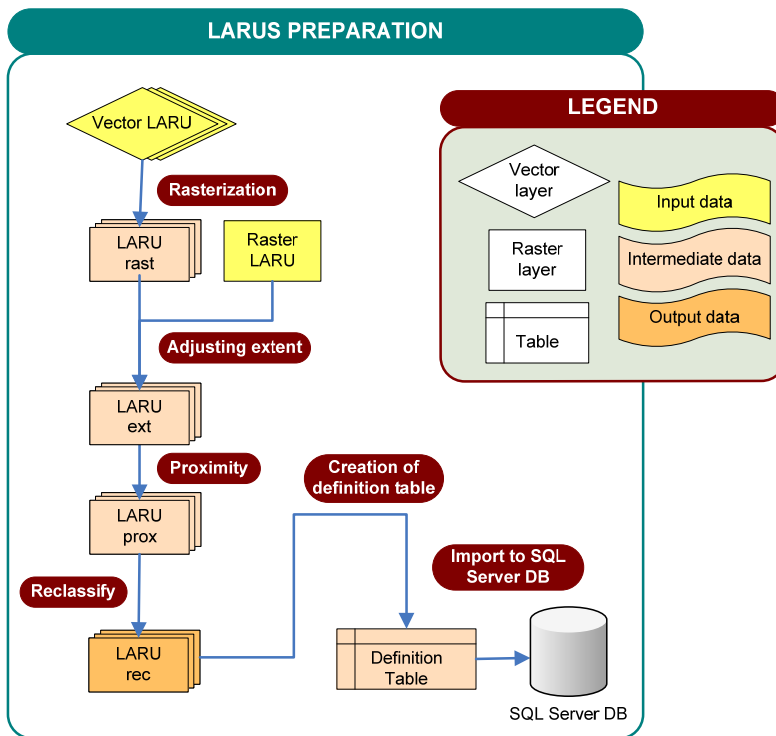 LARUS PREPARATION
Vector LARU
Rasterization
LARU
rast
Raster
LARU
Adjusting extent
LARU
ext
Proximity
LARU
prox
Reclassify
LARU
rec
Creation of
definition table
Definition
Table
Import to SQL
Server DB
SQL Server DB
LEGEND
Vector
layer
Raster
layer
Table
Input data
Intermediate data
Output data